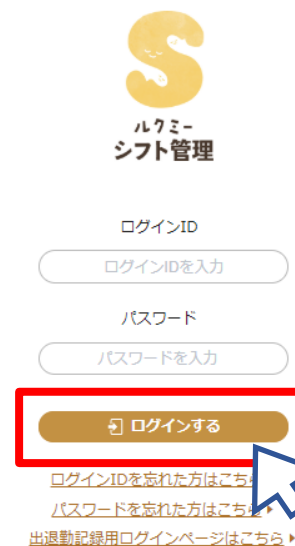 ルクミー
シフト管理
ログインID
ログインIDを入力
パスワード
パスワードを入力
ログインする
ログインIDを忘れた方はこち
パスワードを忘れた方はこちら
出退勤記録用ログインページはこちら